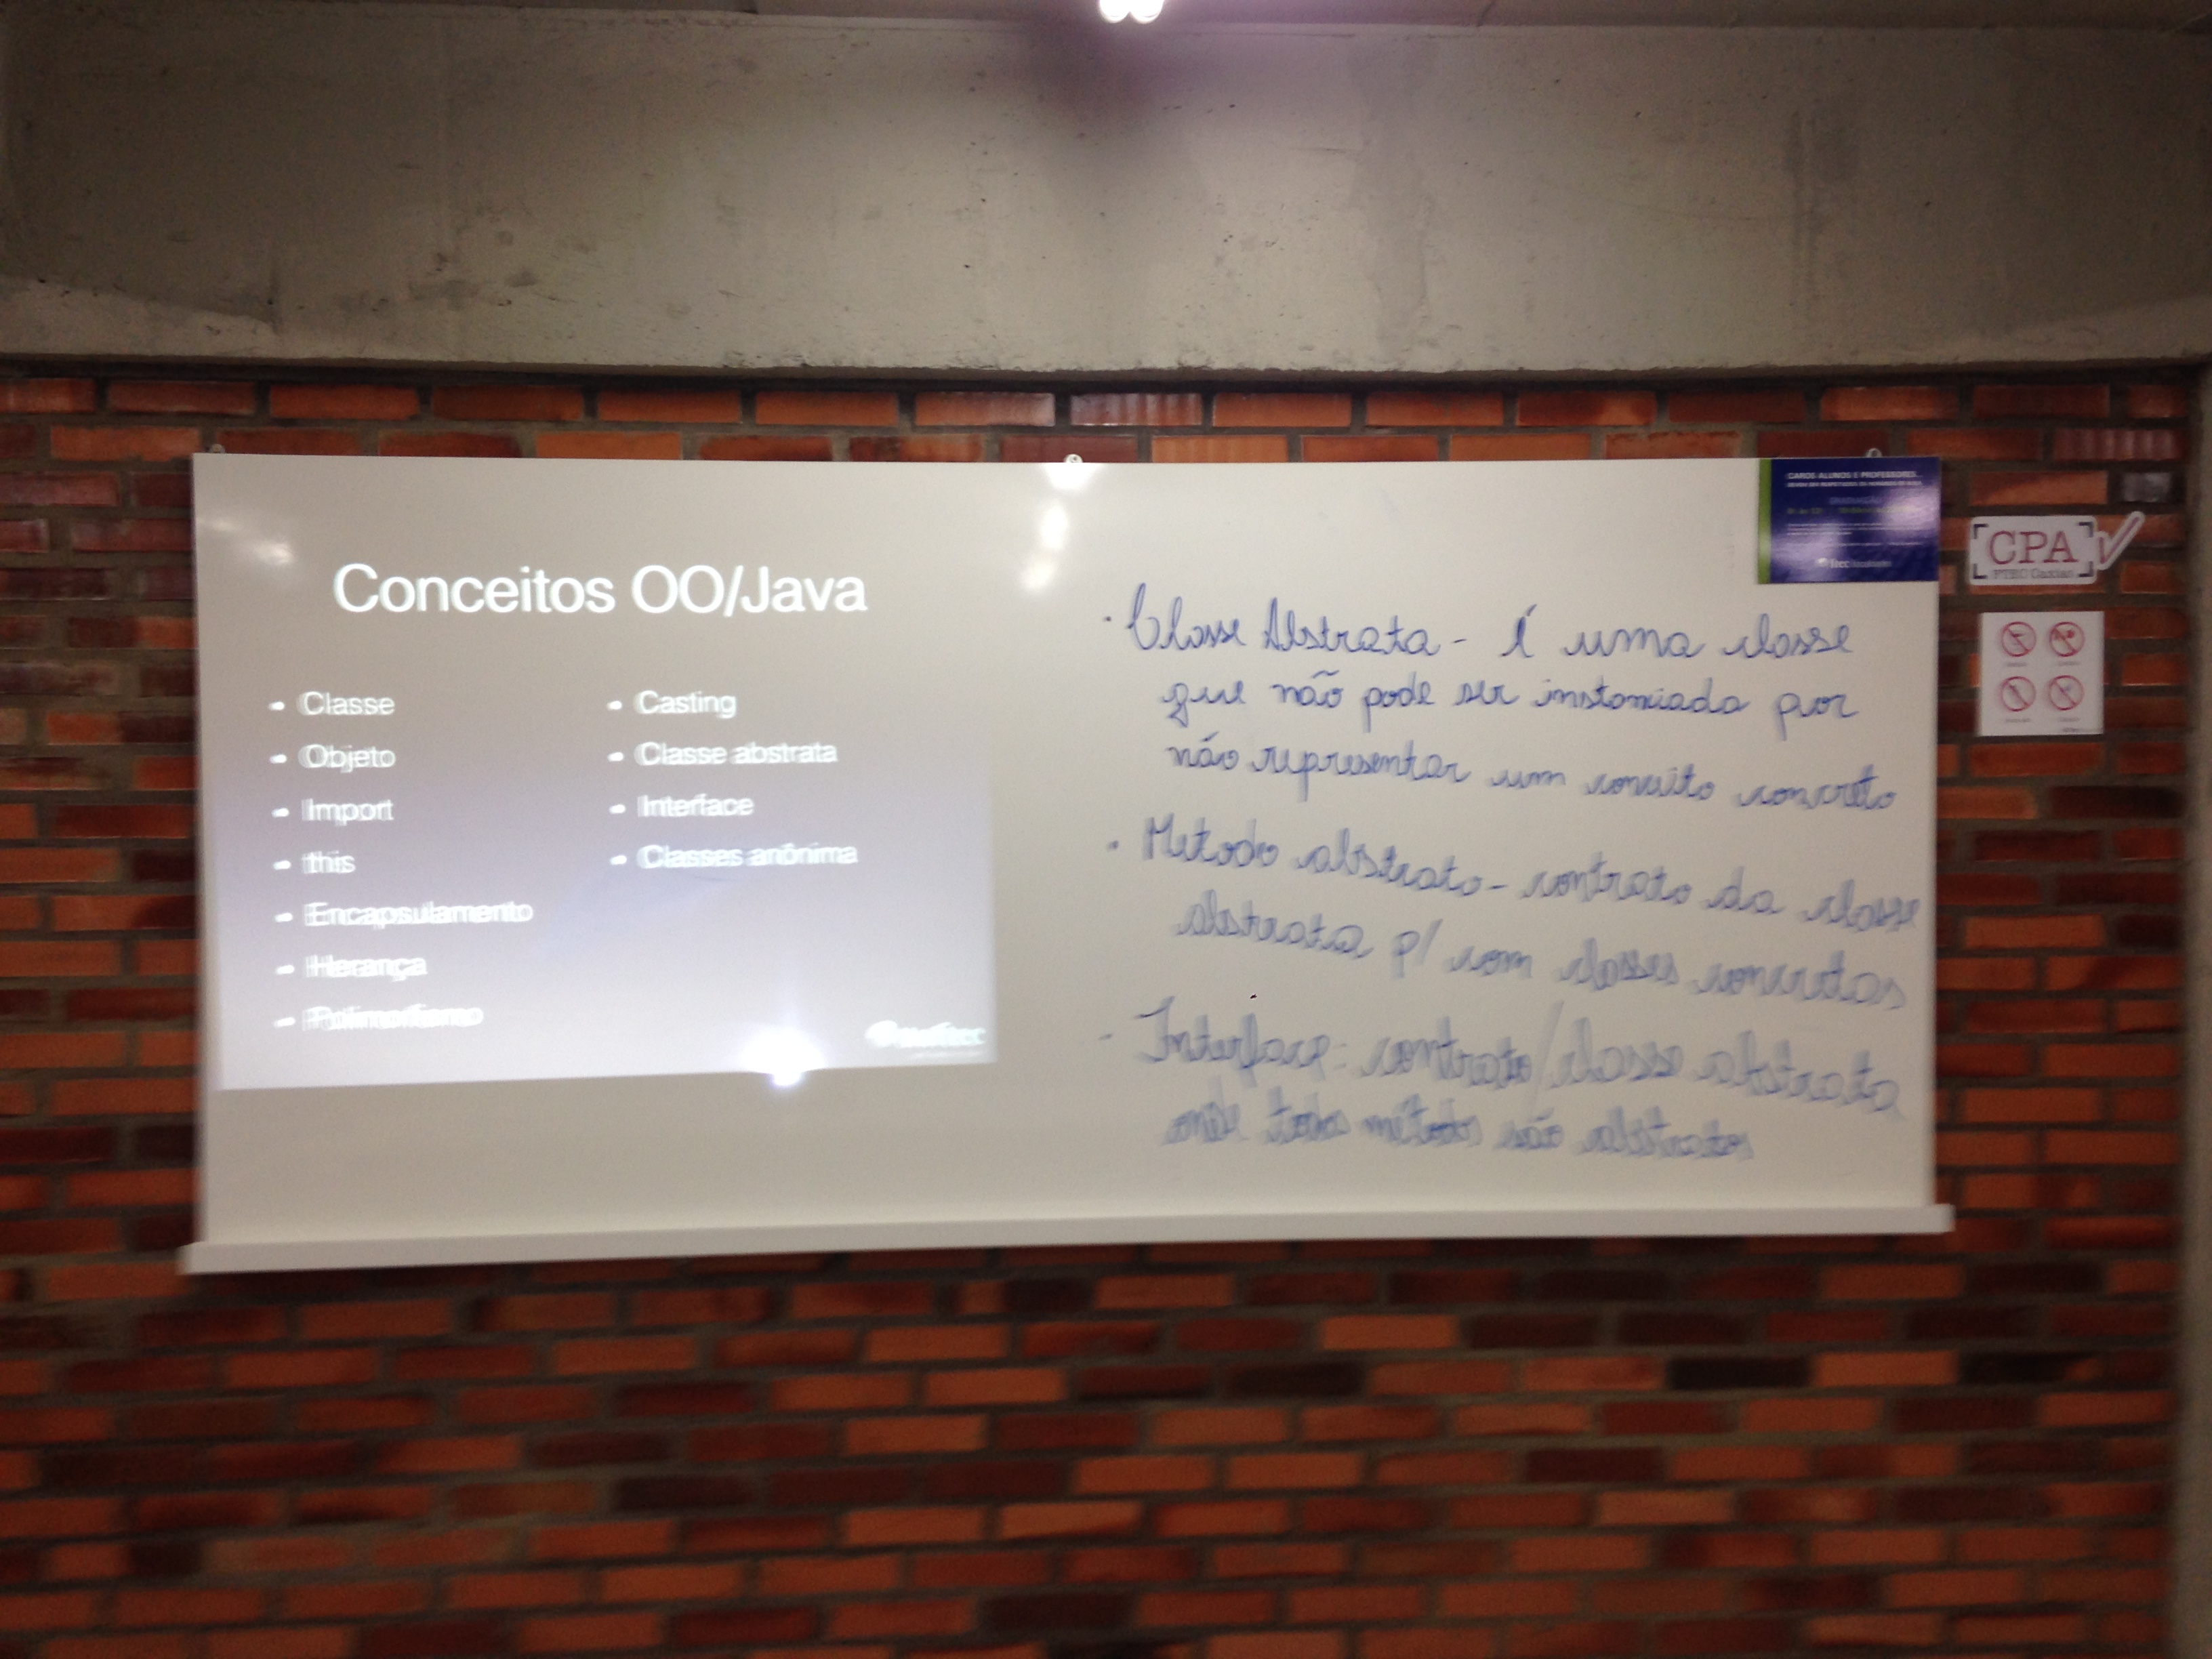 Conceitos OO/Java
- Classe
- Objeto
- Import
- this
- Encapsulamento
- Herança
- Polimorfismo
- Casting
- Classe abstrata
- Interface
- Classes anônima
• Classe Abstrata - É uma classe
que não pode ser instanciada por
não representar um conceito concreto
• Metodo abstrato - contrato da classe
abstrata p/ com classes concretas
- Interface: contrato/classe abstrata
onde todos métodos são abstratos
CAROS ALUNOS E PROFESSORES,
GRADUAÇÃO
ftec
CPA